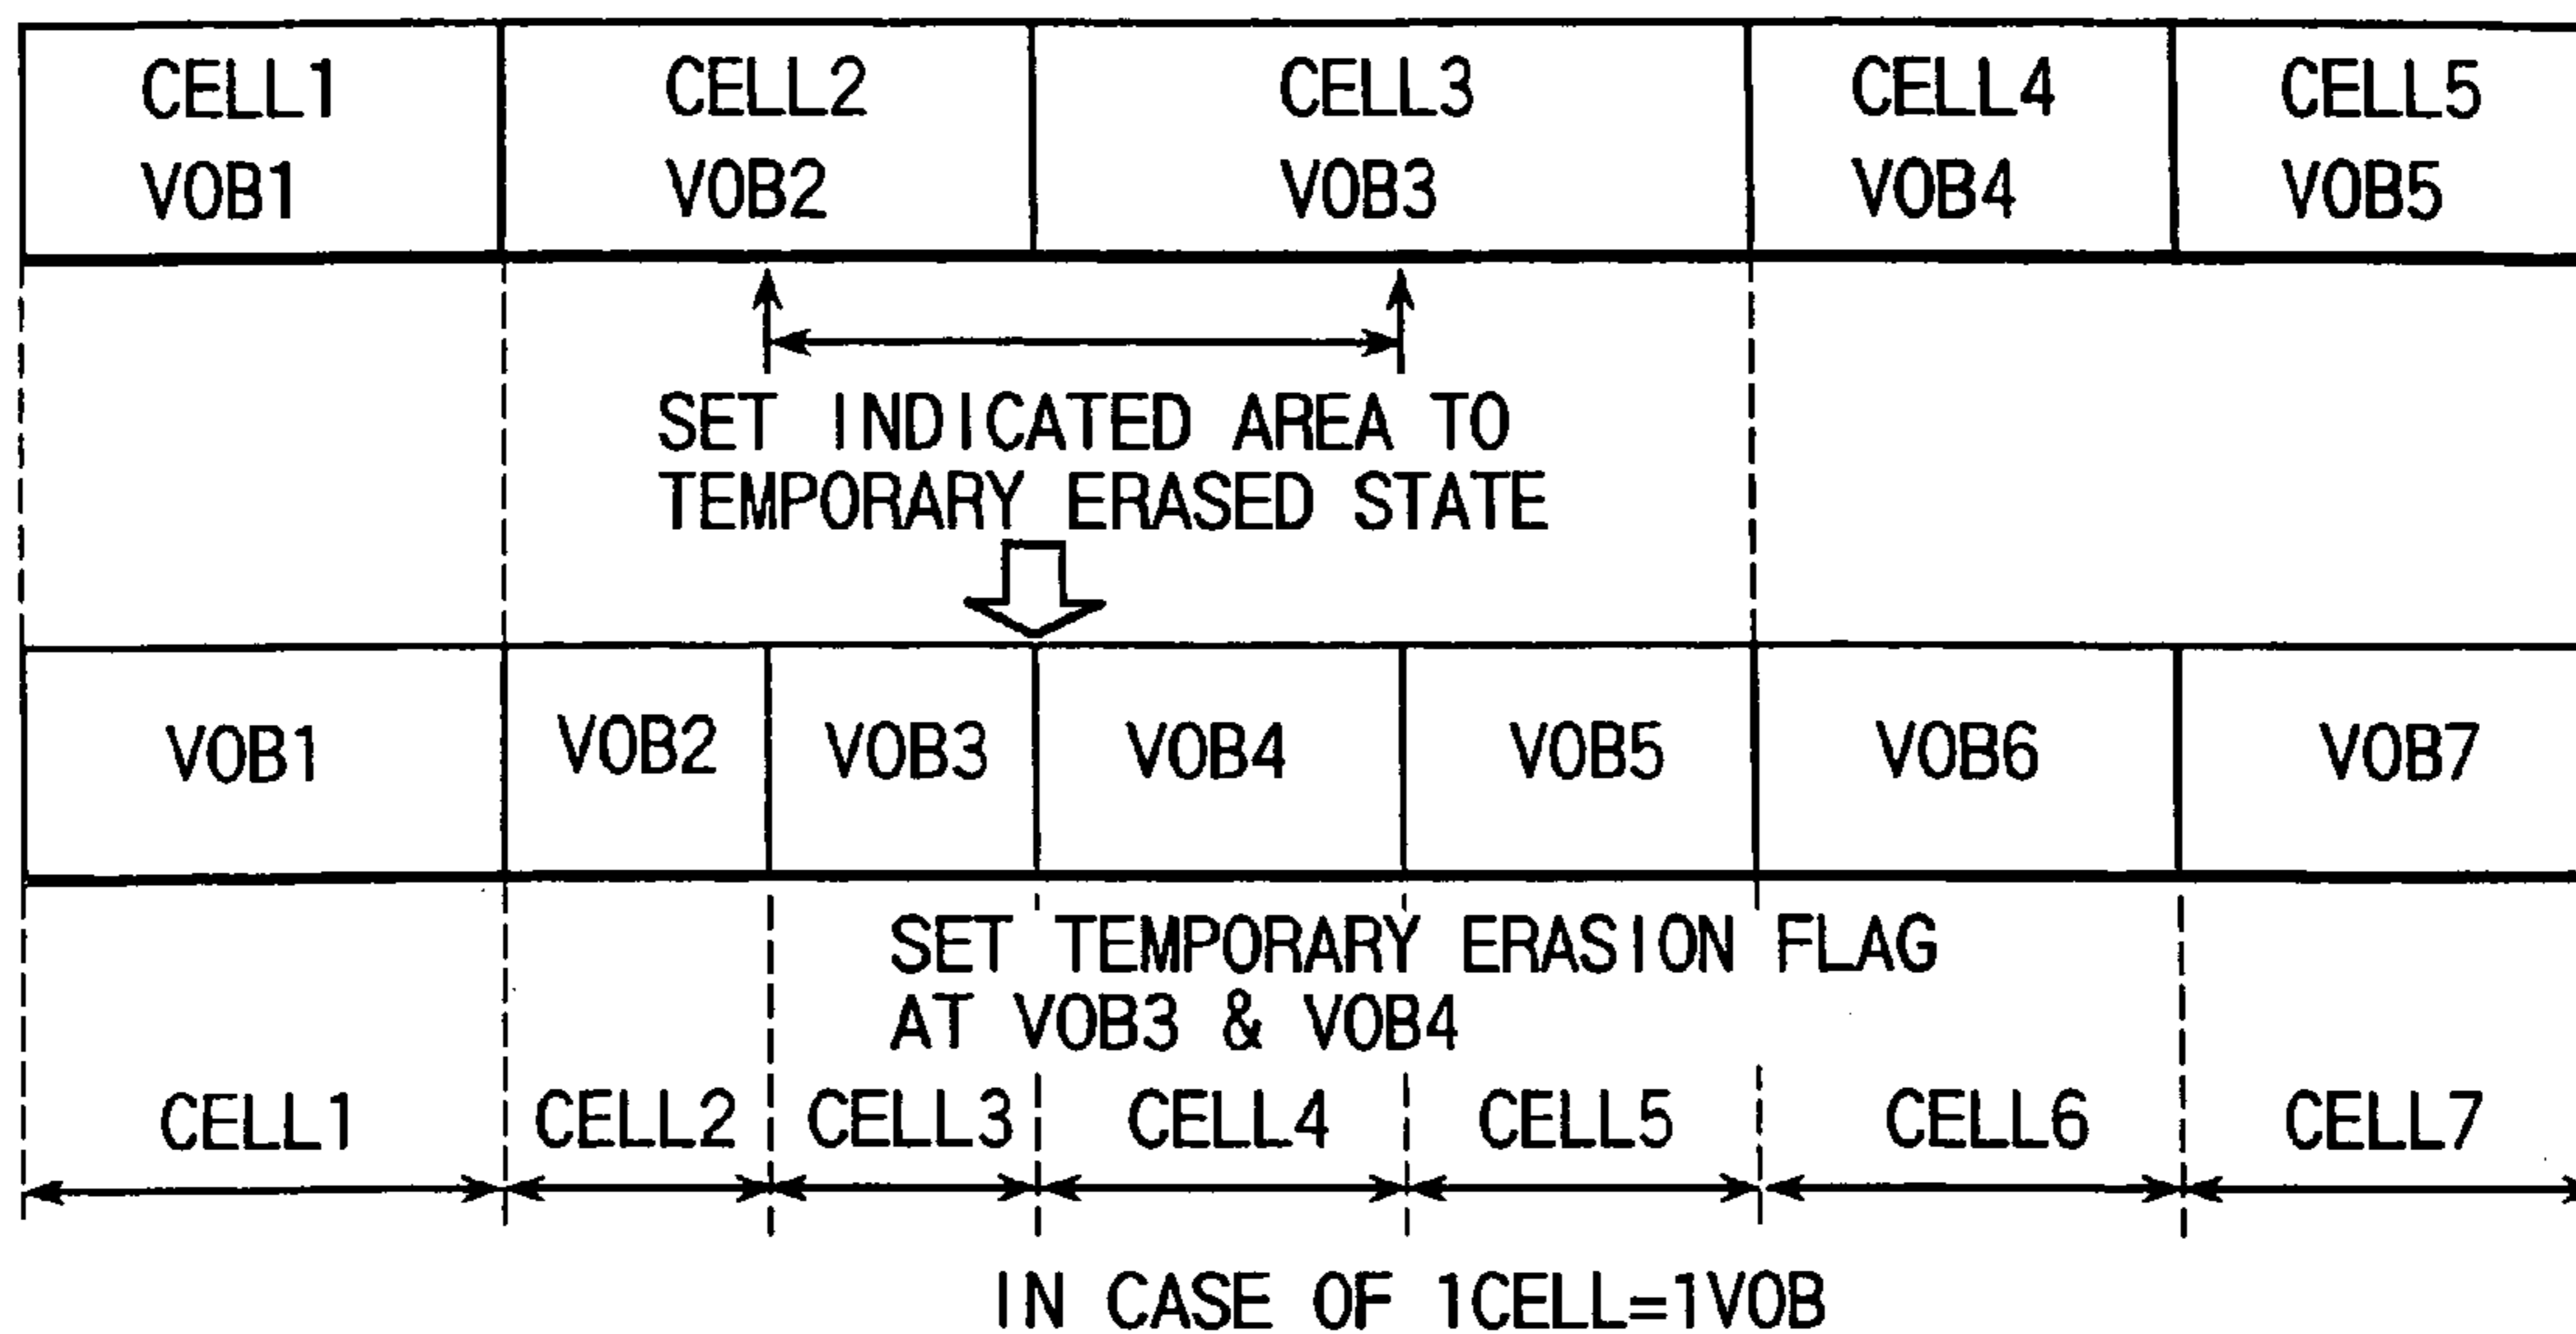 CELL1 CELL2 CELL3 CELL4 CELL5
VOB1 VOB2 VOB3 VOB4 VOB5
SET INDICATED AREA TO
TEMPORARY ERASED STATE
VOB1 VOB2 VOB3 VOB4 VOB5 VOB6 VOB7
SET TEMPORARY ERASION FLAG
AT VOB3 & VOB4
CELL1 CELL2 CELL3 CELL4 CELL5 CELL6 CELL7
IN CASE OF 1CELL=1VOB